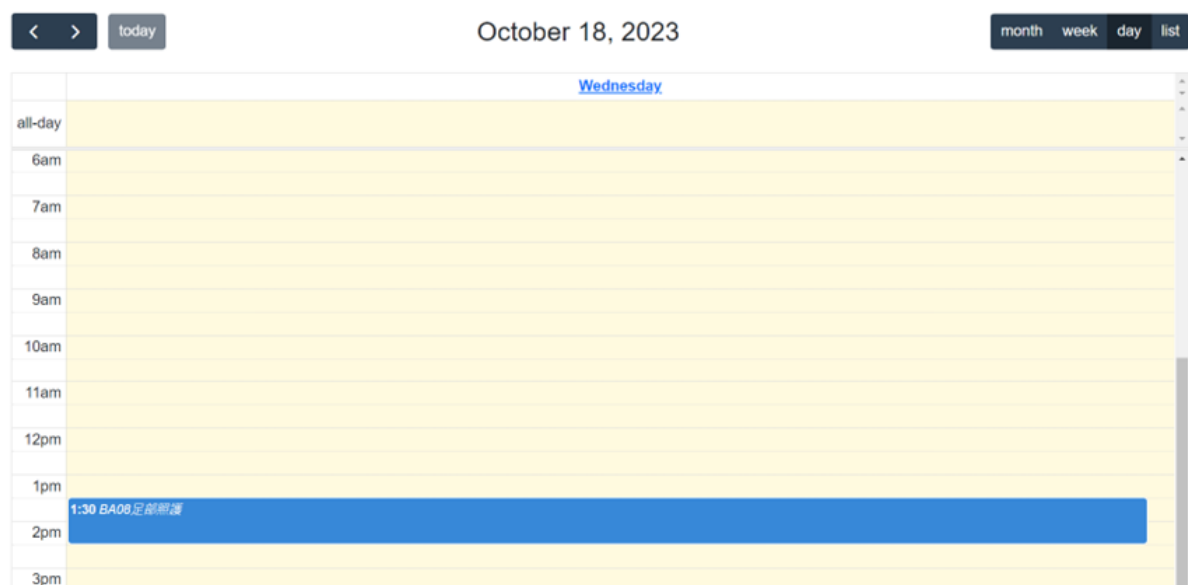 today
October 18, 2023
month week day list
Wednesday
all-day
6am
7am
8am
9am
10am
11am
12pm
1pm
1:30 BA08足部照護
2pm
3pm